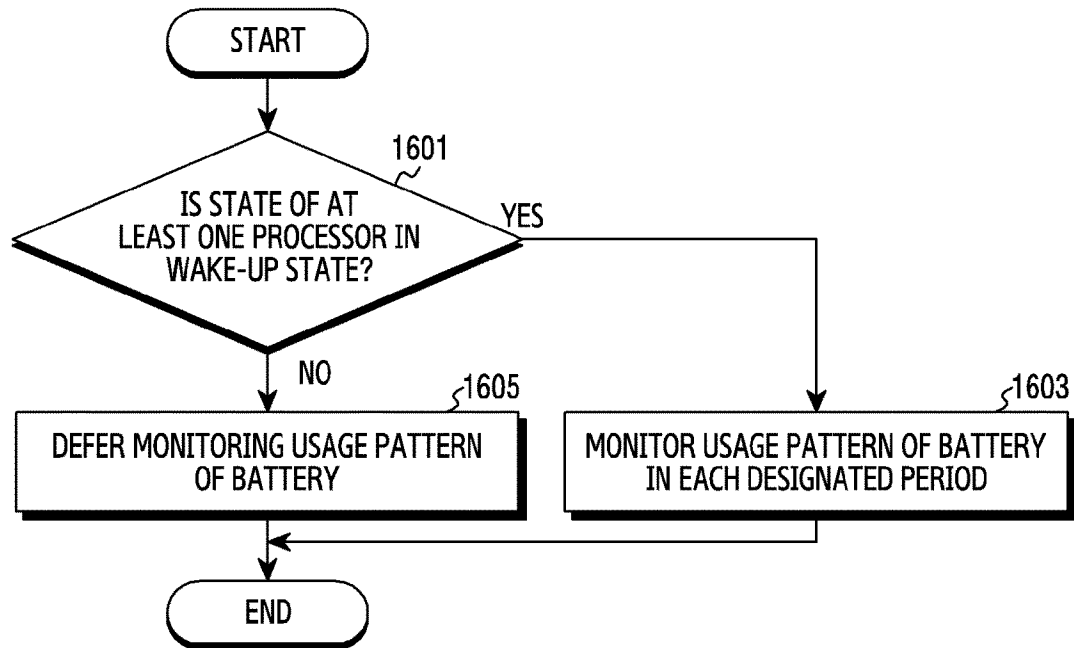 START
1601
IS STATE OF AT
LEAST ONE PROCESSOR IN
WAKE-UP STATE?
YES
NO
1605
DEFER MONITORING USAGE PATTERN
OF BATTERY
1603
MONITOR USAGE PATTERN OF BATTERY
IN EACH DESIGNATED PERIOD
END